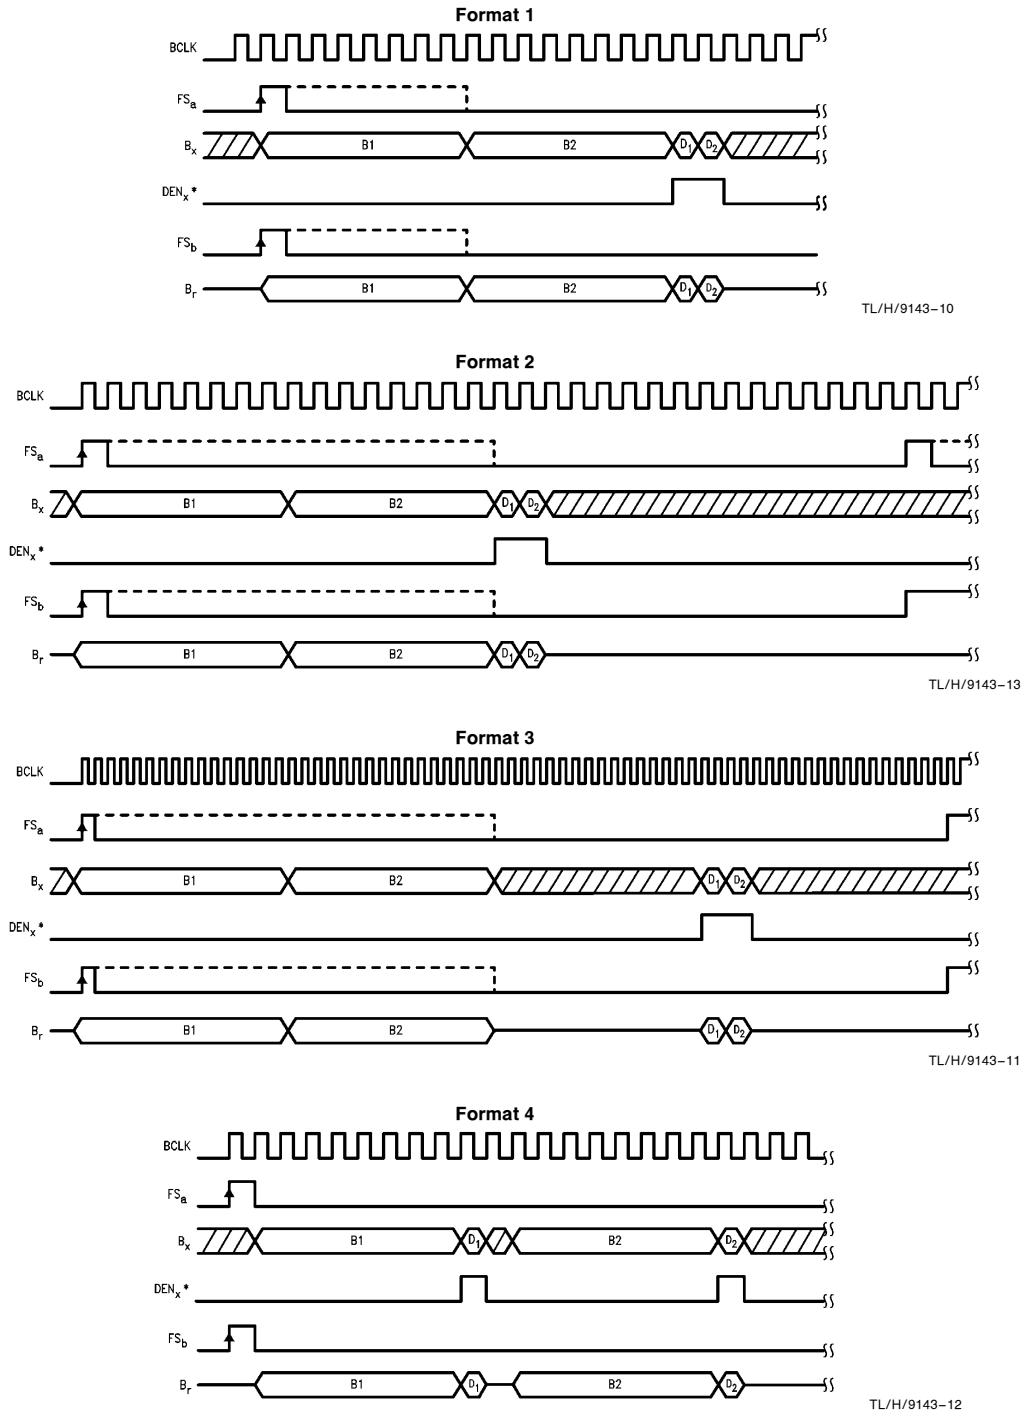 Format 1
BCLK
FSa
Bx B1 B2 D1 D2
DENx*
FSb
Br B1 B2 D1 D2
TL/H/9143–10
Format 2
BCLK
FSa
Bx B1 B2 D1 D2
DENx*
FSb
Br B1 B2 D1 D2
TL/H/9143–13
Format 3
BCLK
FSa
Bx B1 B2 D1 D2
DENx*
FSb
Br B1 B2 D1 D2
TL/H/9143–11
Format 4
BCLK
FSa
Bx B1 D1 B2 D2
DENx*
FSb
Br B1 D1 B2 D2
TL/H/9143–12